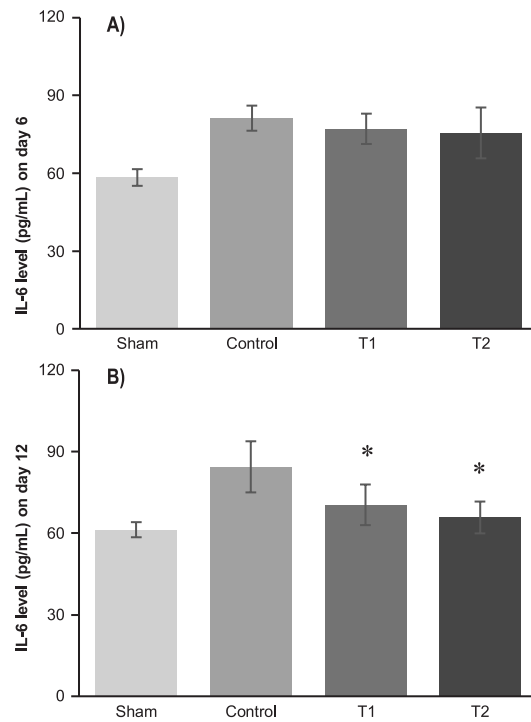 A)
IL-6 level (pg/mL) on day 6
120
90
60
30
0
Sham Control T1 T2
B)
IL-6 level (pg/mL) on day 12
120
90
60
30
0
*
*
Sham Control T1 T2